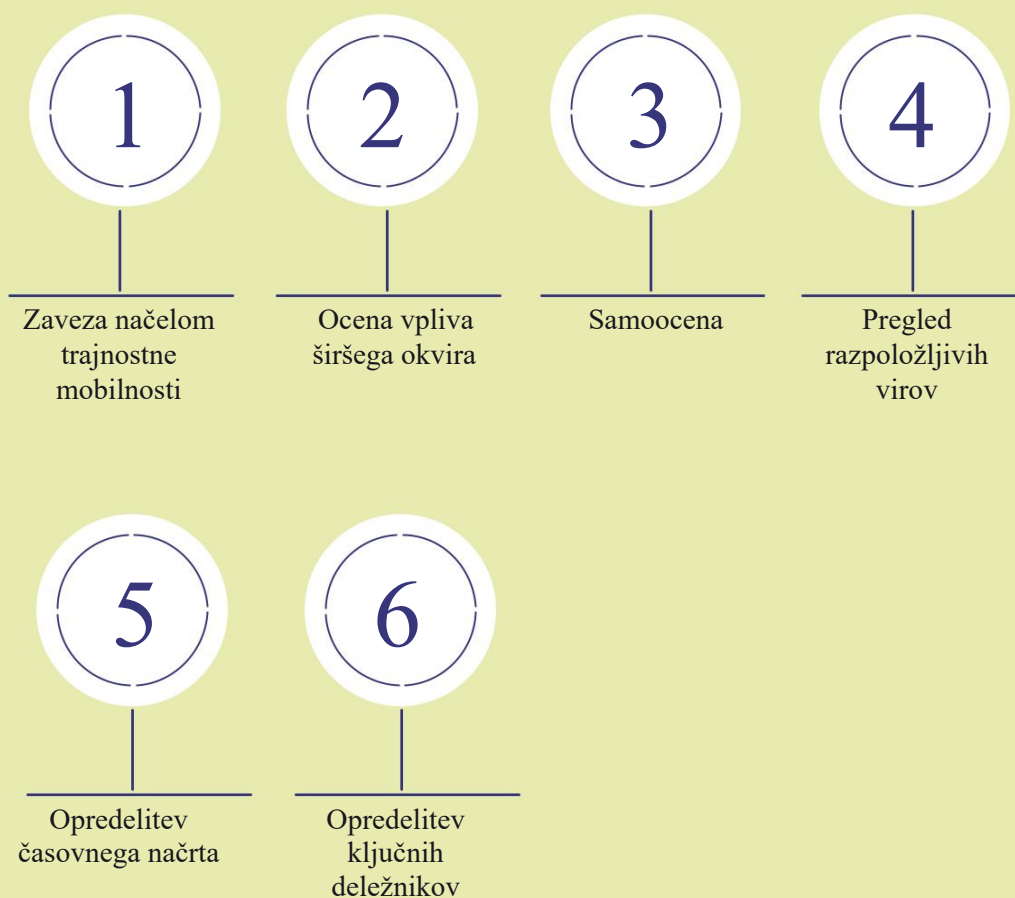 1
Zaveza načelom
trajnostne
mobilnosti
2
Ocena vpliva
širšega okvira
3
Samoocena
4
Pregled
razpoložljivih
virov
5
Opredelitev
časovnega načrta
6
Opredelitev
ključnih
deležnikov